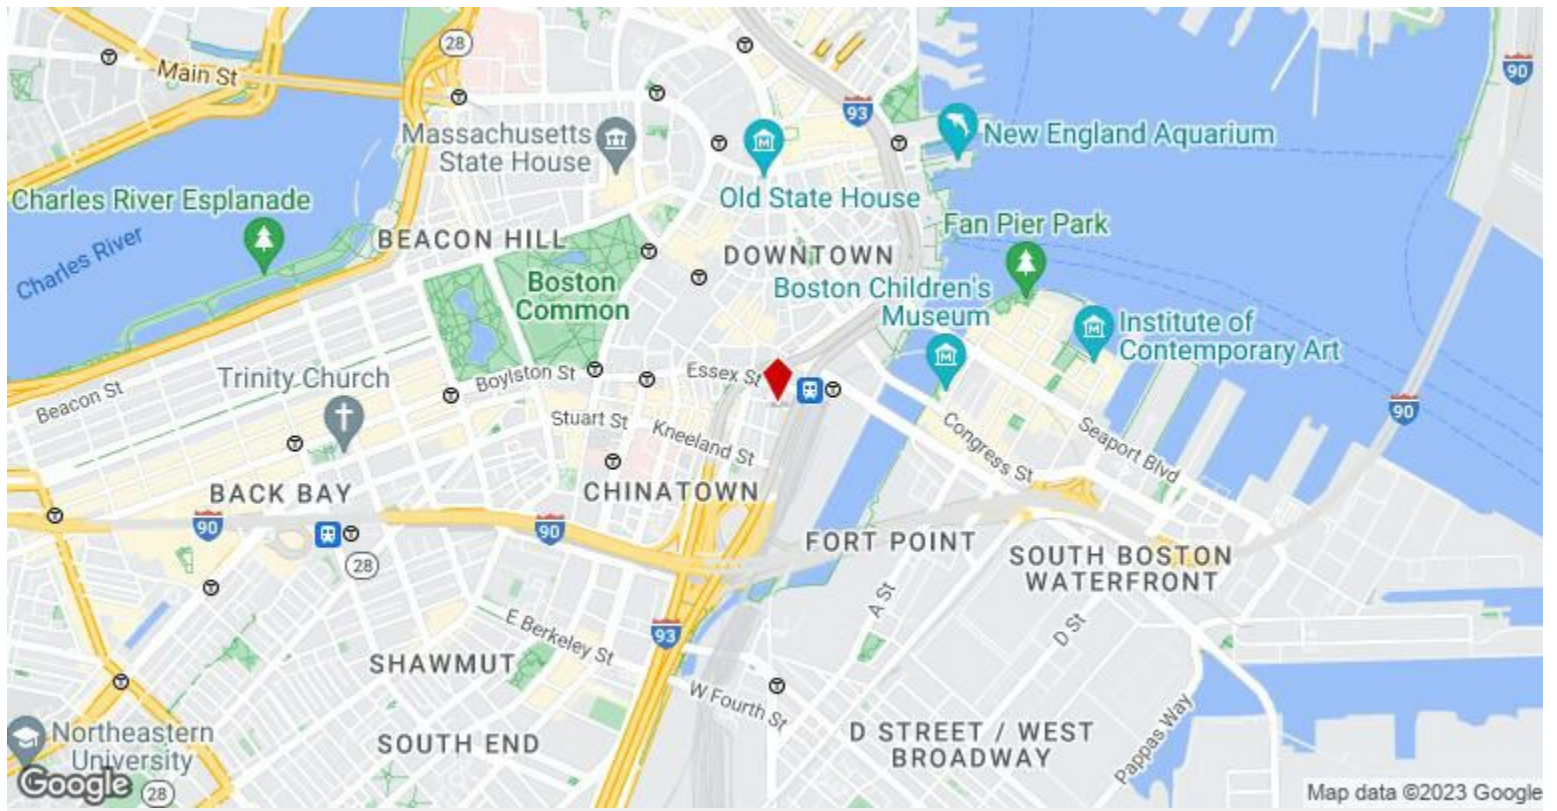 28
Main St
90
93
Massachusetts
State House
New England Aquarium
Old State House
Charles River Esplanade
Charles River
BEACON HILL
DOWNTOWN
Fan Pier Park
Boston
Common
Boston Children's
Museum
Institute of
Contemporary Art
Essex St
Boylston St
Trinity Church
Beacon St
90
Stuart St
Kneeland St
Congress St
Seaport Blvd
BACK BAY
CHINATOWN
90
90
28
FORT POINT
SOUTH BOSTON
WATERFRONT
A St
D St
E Berkeley St
93
SHAWMUT
W Fourth St
Northeastern
University
SOUTH END
D STREET / WEST
BROADWAY
Pappas Way
Google
28
Map data ©2023 Google